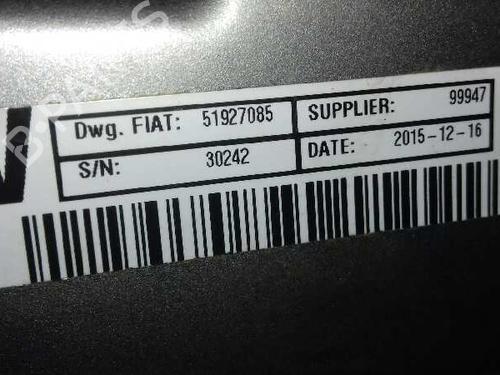 Dwg. FIAT: 51927085 SUPPLIER: 99947
S/N: 30242 DATE: 2015-12-16